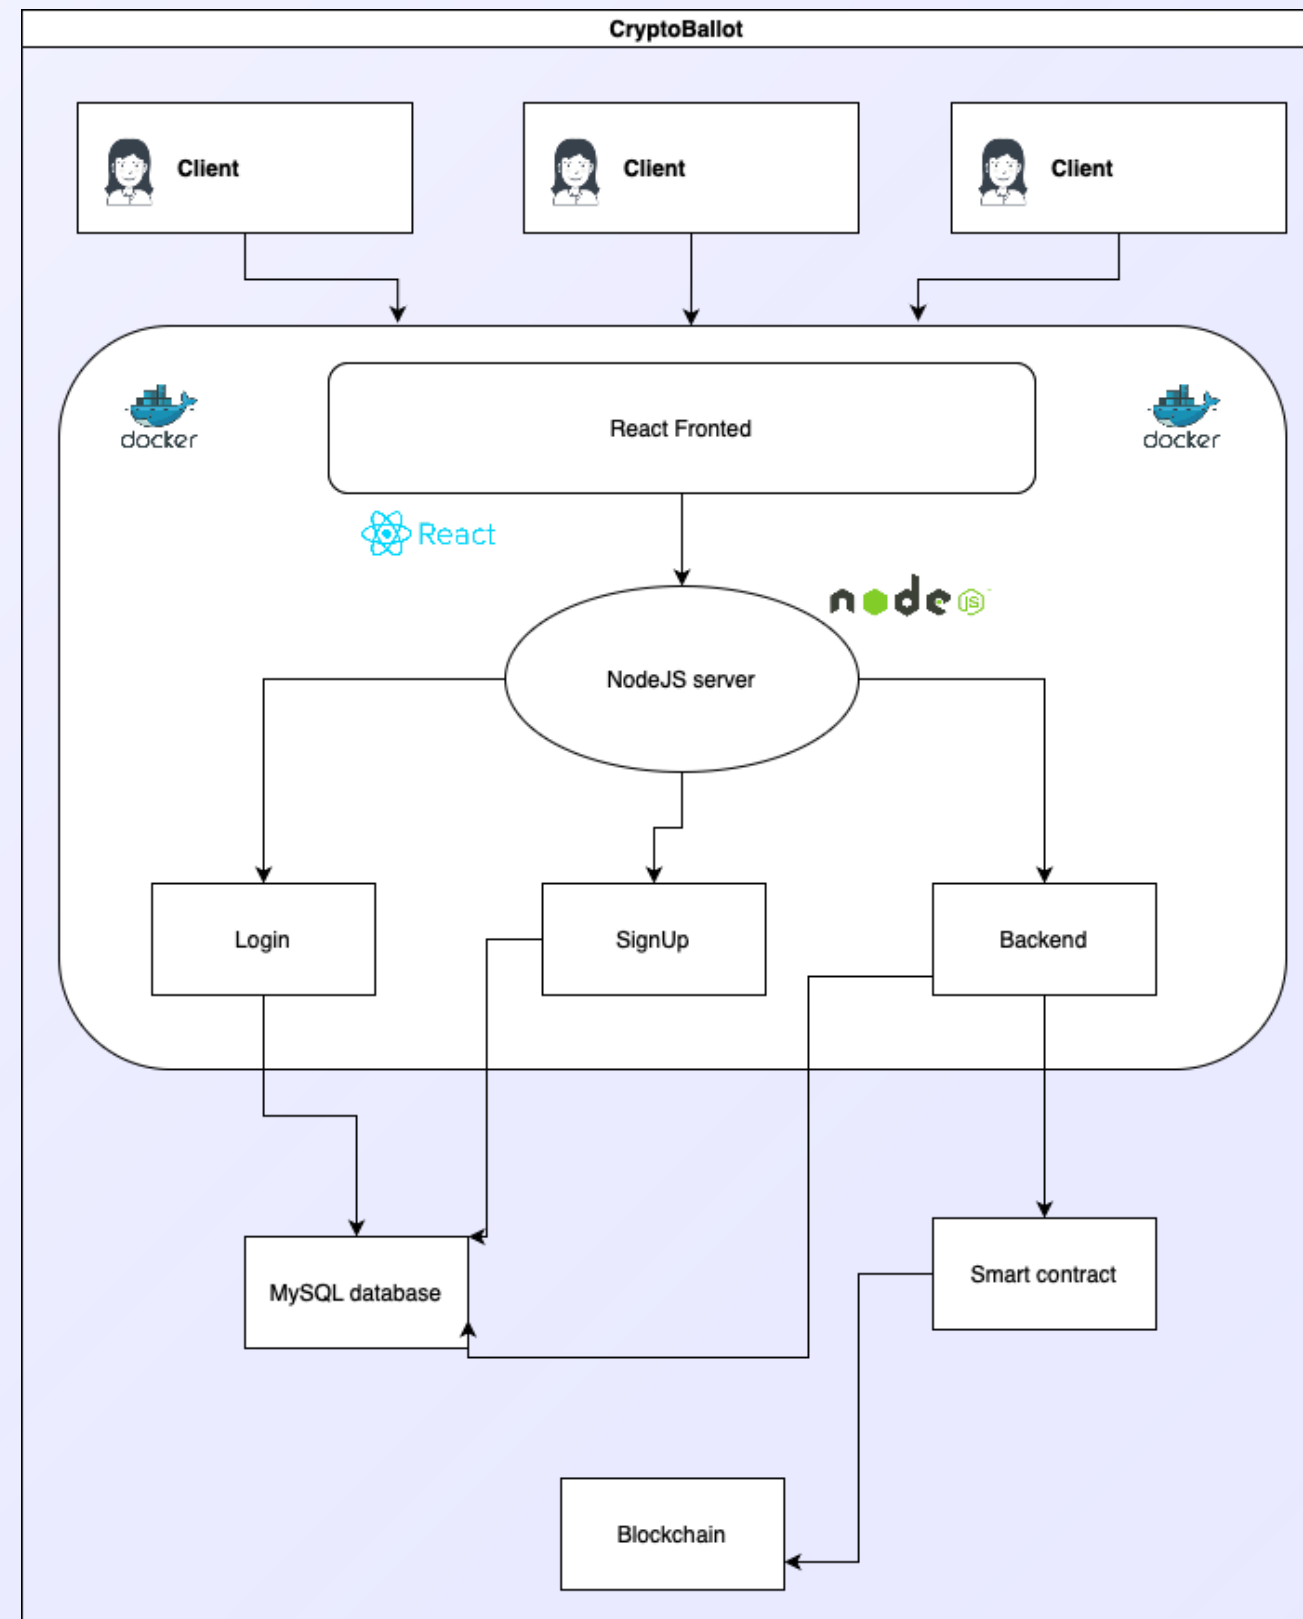 CryptoBallot
Client
Client
Client
docker
docker
React Fronted
React
node JS
NodeJS server
Login
SignUp
Backend
MySQL database
Smart contract
Blockchain